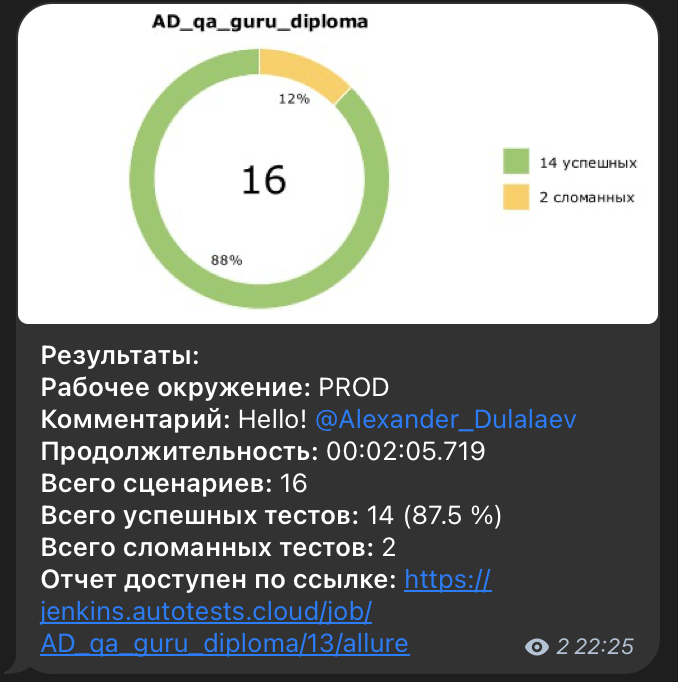 AD_qa_guru_diploma
12%
16
88%
14 успешных
2 сломанных
Результаты:
Рабочее окружение: PROD
Комментарий: Hello! @Alexander_Dulalaev
Продолжительность: 00:02:05.719
Всего сценариев: 16
Всего успешных тестов: 14 (87.5 %)
Всего сломанных тестов: 2
Отчет доступен по ссылке: https://
jenkins.autotests.cloud/job/
AD_qa_guru_diploma/13/allure
2 22:25